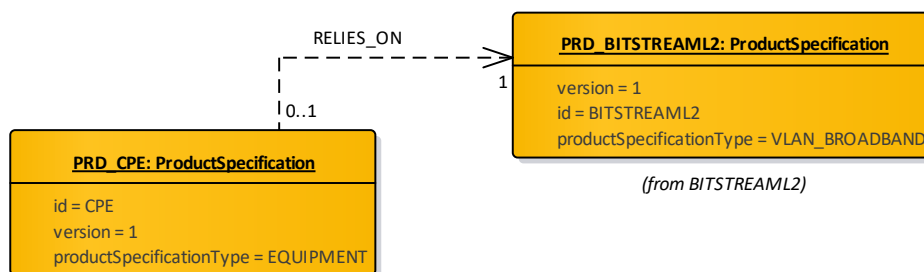 RELIES_ON
PRD_BITSTREAML2: ProductSpecification
version = 1
id = BITSTREAML2
productSpecificationType = VLAN_BROADBAND
1
0..1
(from BITSTREAML2)
PRD_CPE: ProductSpecification
id = CPE
version = 1
productSpecificationType = EQUIPMENT